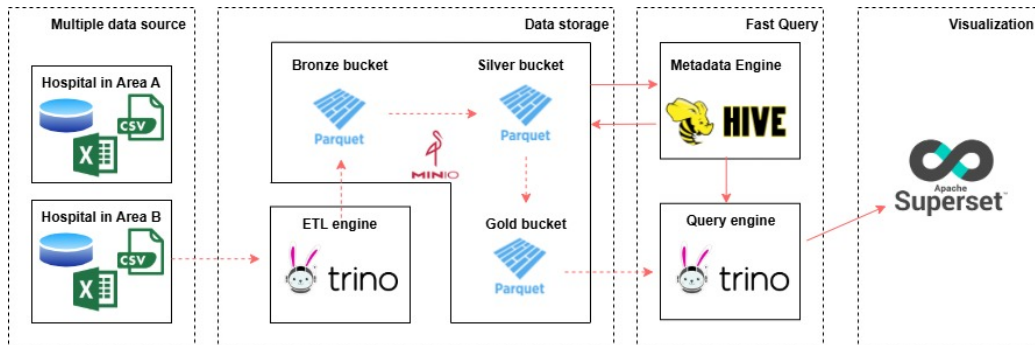 Multiple data source
Data storage
Fast Query
Visualization
Hospital in Area A
CSV
X
Hospital in Area B
CSV
X
Bronze bucket
Parquet
Silver bucket
Parquet
MINIO
ETL engine
trino
Gold bucket
Parquet
Metadata Engine
HIVE
Query engine
trino
Apache
Superset™